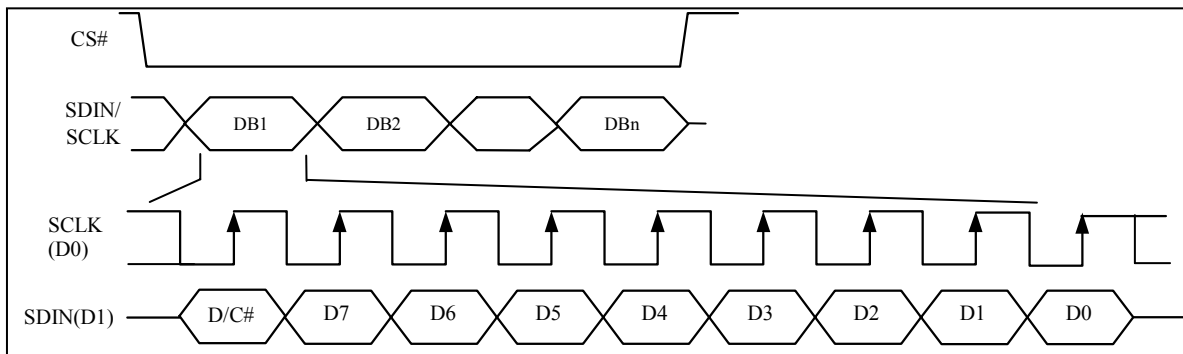 CS#
SDIN/
SCLK
DB1 DB2 DBn
SCLK
(D0)
SDIN(D1) D/C# D7 D6 D5 D4 D3 D2 D1 D0